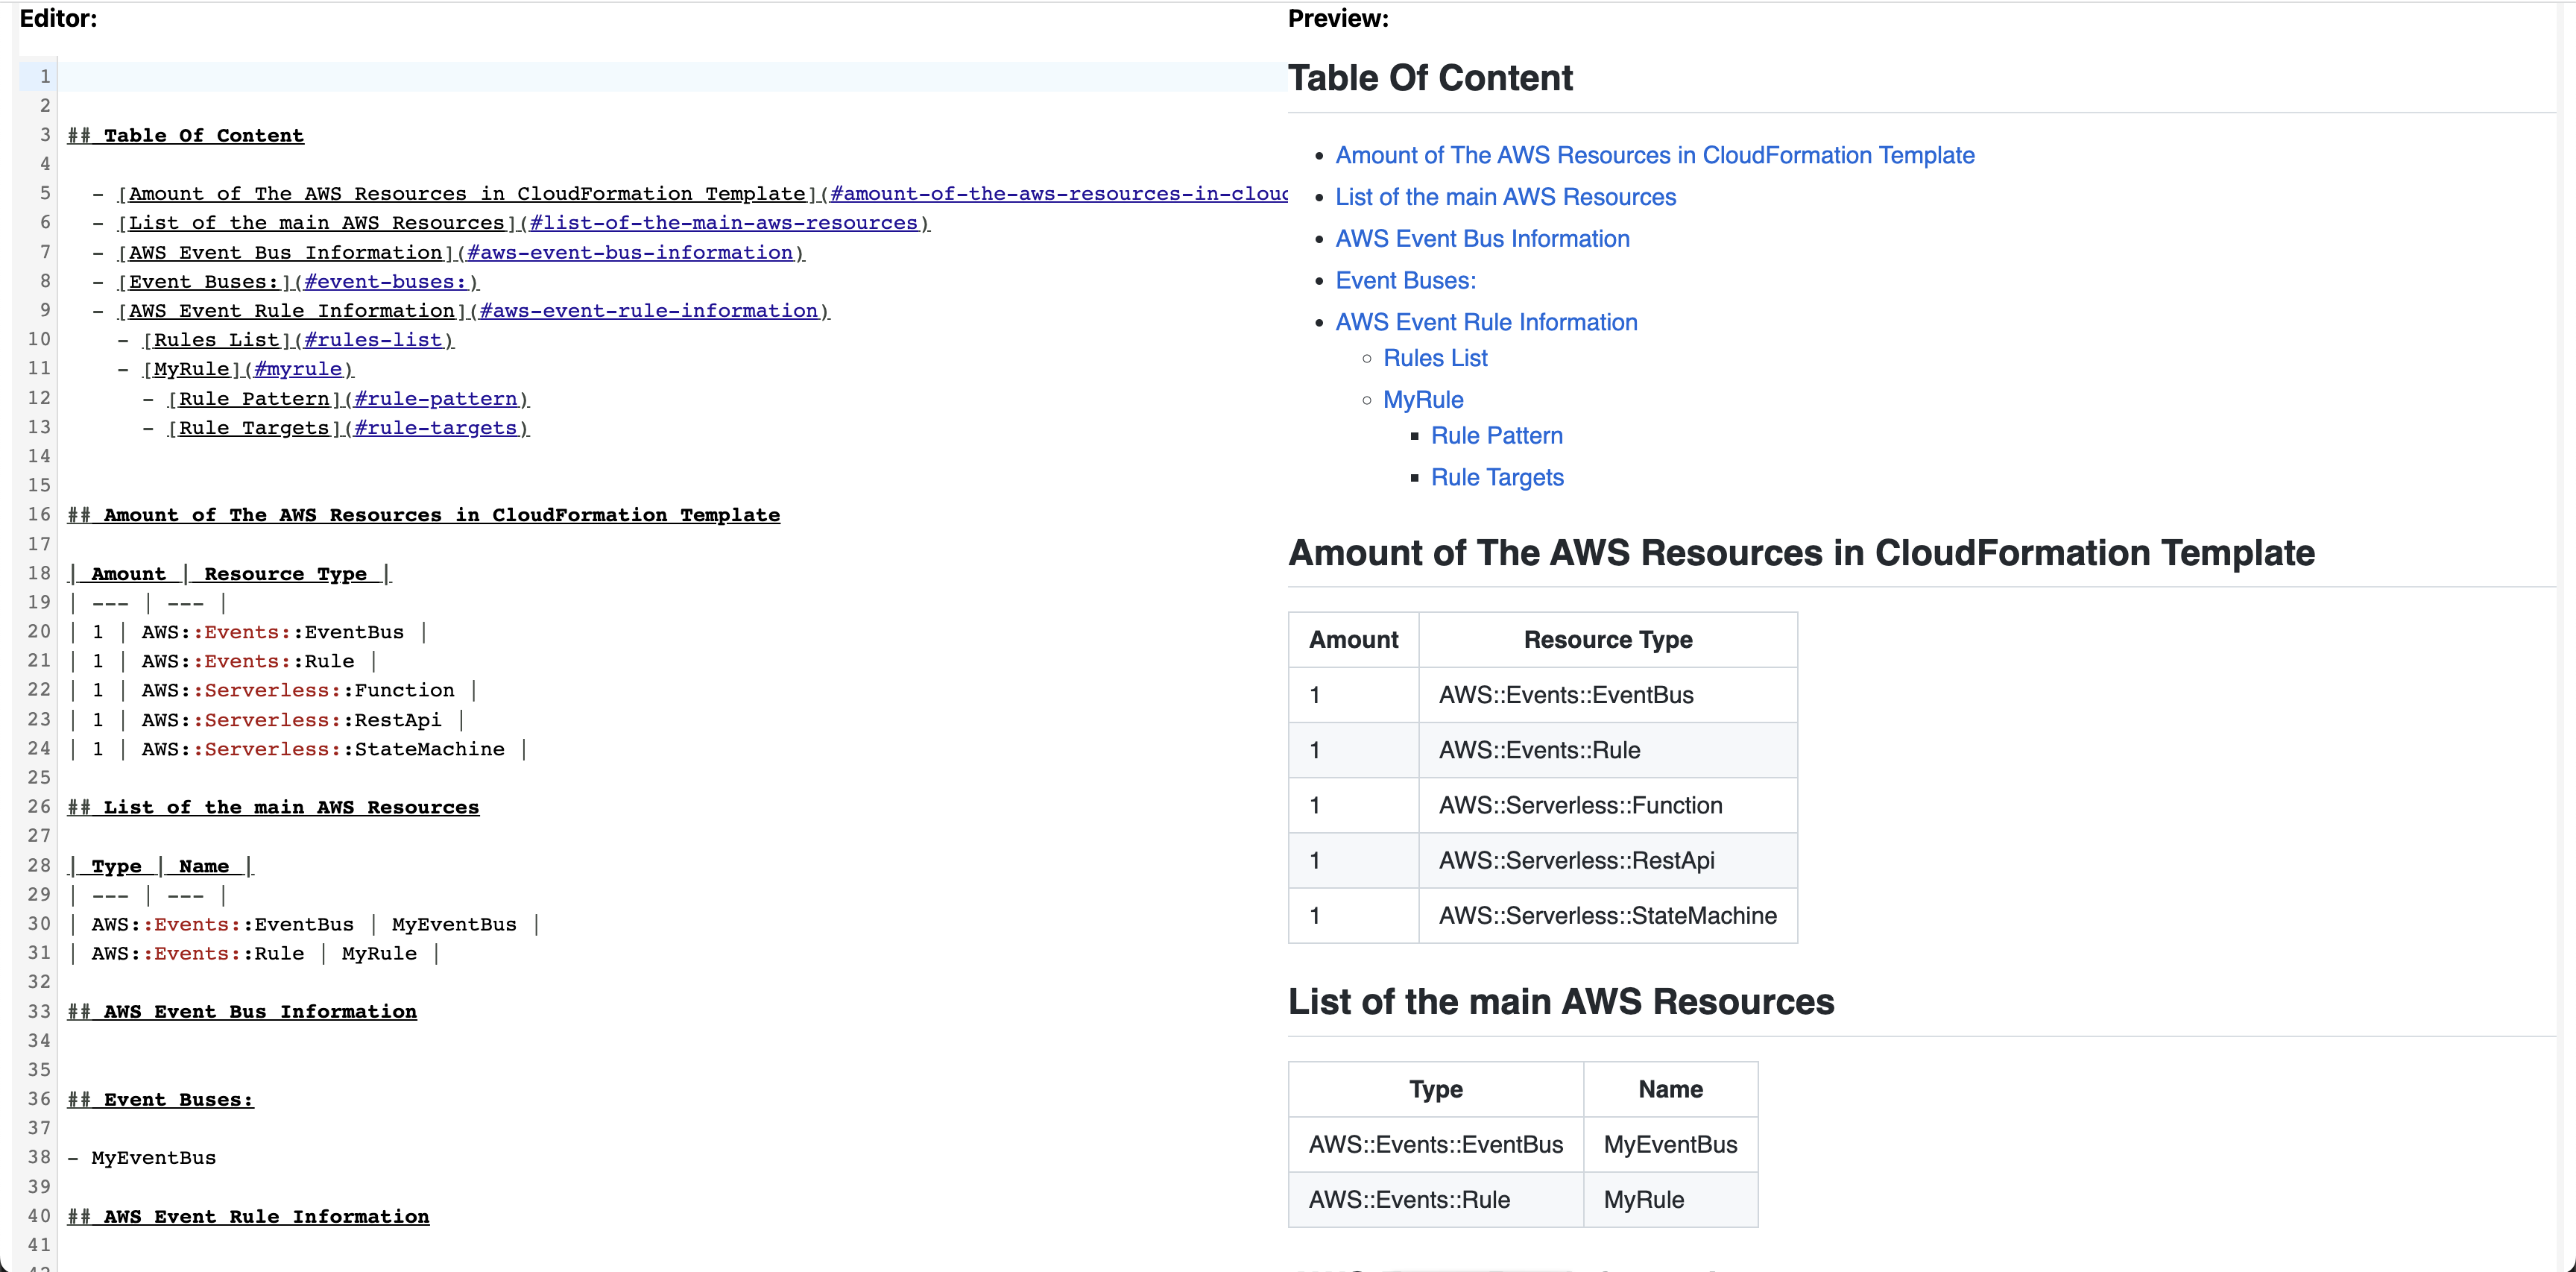 Editor:
1
2
3 ## Table Of Content
4
5 - [Amount of The AWS Resources in CloudFormation Template](#amount-of-the-aws-resources-in-clouc
6 - [List of the main AWS Resources](#list-of-the-main-aws-resources)
7 - [AWS Event Bus Information](#aws-event-bus-information)
8 - [Event Buses:](#event-buses:)
9 - [AWS Event Rule Information](#aws-event-rule-information)
10 - [Rules List](#rules-list)
11 - [MyRule](#myrule)
12 - [Rule Pattern](#rule-pattern)
13 - [Rule Targets](#rule-targets)
14
15
16 ## Amount of The AWS Resources in CloudFormation Template
17
18 | Amount | Resource Type |
19 | --- | --- |
20 | 1 | AWS::Events::EventBus |
21 | 1 | AWS::Events::Rule |
22 | 1 | AWS::Serverless::Function |
23 | 1 | AWS::Serverless::RestApi |
24 | 1 | AWS::Serverless::StateMachine |
25
26 ## List of the main AWS Resources
27
28 | Type | Name |
29 | --- | --- |
30 | AWS::Events::EventBus | MyEventBus |
31 | AWS::Events::Rule | MyRule |
32
33 ## AWS Event Bus Information
34
35
36 ## Event Buses:
37
38 - MyEventBus
39
40 ## AWS Event Rule Information
41
Preview:
Table Of Content
• Amount of The AWS Resources in CloudFormation Template
• List of the main AWS Resources
• AWS Event Bus Information
• Event Buses:
• AWS Event Rule Information
◦ Rules List
◦ MyRule
▪ Rule Pattern
▪ Rule Targets
Amount of The AWS Resources in CloudFormation Template
Amount Resource Type
1 AWS::Events::EventBus
1 AWS::Events::Rule
1 AWS::Serverless::Function
1 AWS::Serverless::RestApi
1 AWS::Serverless::StateMachine
List of the main AWS Resources
Type Name
AWS::Events::EventBus MyEventBus
AWS::Events::Rule MyRule